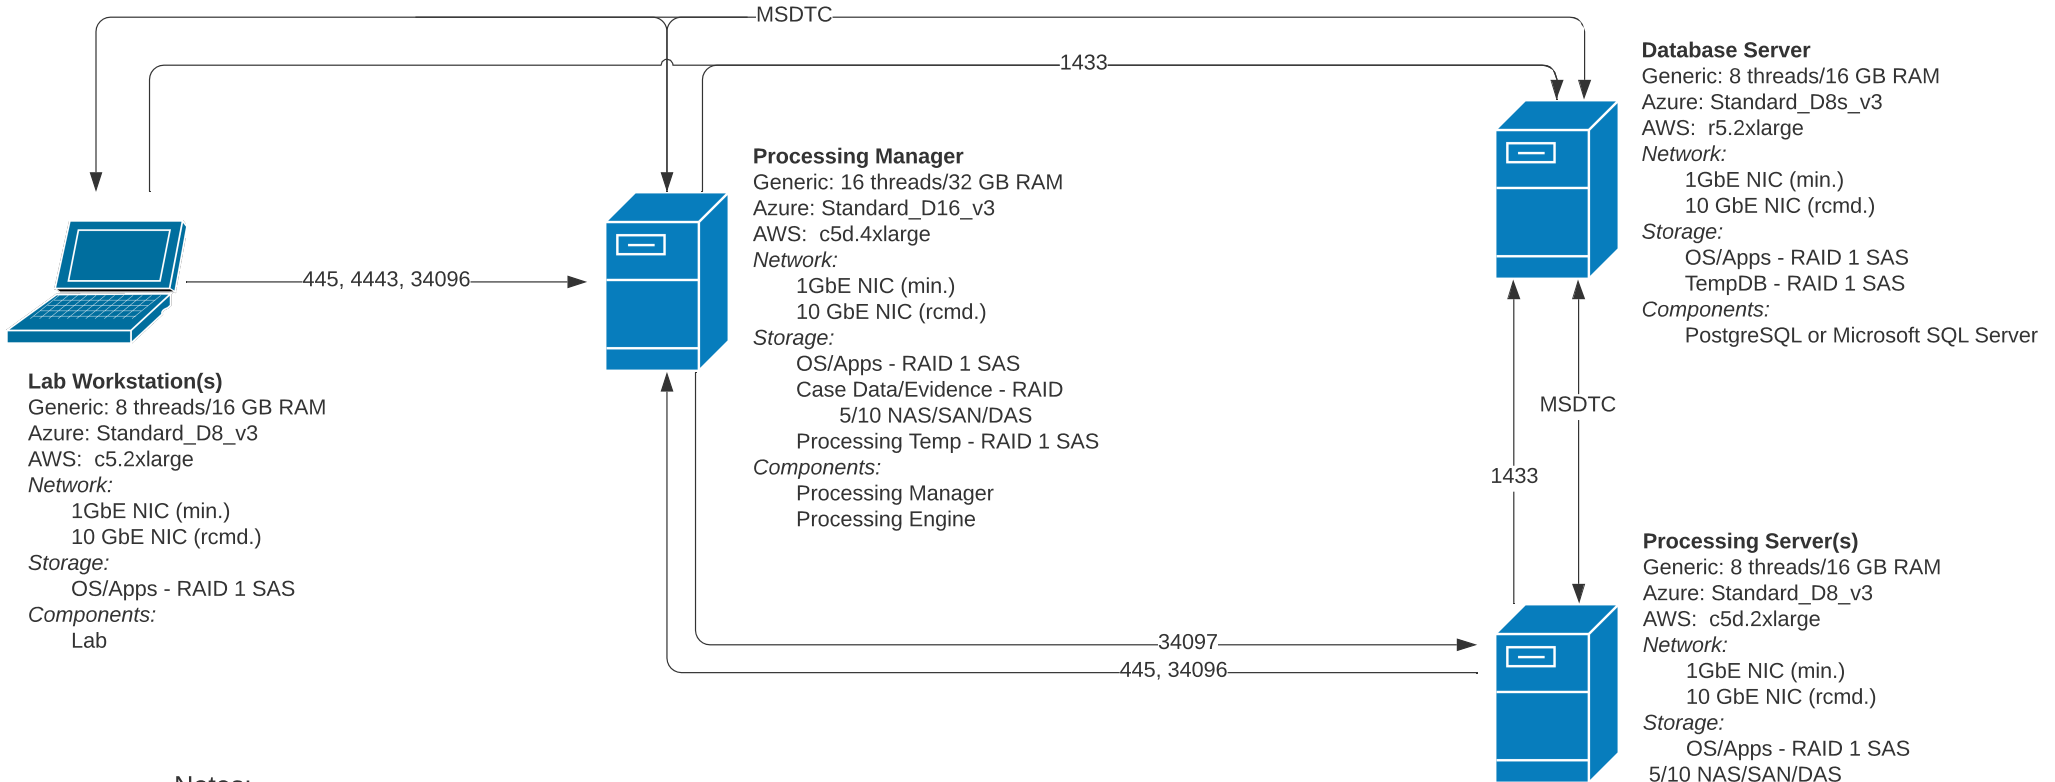 MSDTC
1433
Database Server
Generic: 8 threads/16 GB RAM
Azure: Standard_D8s_v3
AWS:  r5.2xlarge
Network:
1GbE NIC (min.)
10 GbE NIC (rcmd.)
Storage:
OS/Apps - RAID 1 SAS
TempDB - RAID 1 SAS
Components:
PostgreSQL or Microsoft SQL Server
Processing Manager
Generic: 16 threads/32 GB RAM
Azure: Standard_D16_v3
AWS:  c5d.4xlarge
Network:
1GbE NIC (min.)
10 GbE NIC (rcmd.)
Storage:
OS/Apps - RAID 1 SAS
Case Data/Evidence - RAID
5/10 NAS/SAN/DAS
Processing Temp - RAID 1 SAS
Components:
Processing Manager
Processing Engine
445, 4443, 34096
Lab Workstation(s)
Generic: 8 threads/16 GB RAM
Azure: Standard_D8_v3
AWS:  c5.2xlarge
Network:
1GbE NIC (min.)
10 GbE NIC (rcmd.)
Storage:
OS/Apps - RAID 1 SAS
Components:
Lab
MSDTC
1433
34097
445, 34096
Processing Server(s)
Generic: 8 threads/16 GB RAM
Azure: Standard_D8_v3
AWS:  c5d.2xlarge
Network:
1GbE NIC (min.)
10 GbE NIC (rcmd.)
Storage:
OS/Apps - RAID 1 SAS
5/10 NAS/SAN/DAS
Notes: